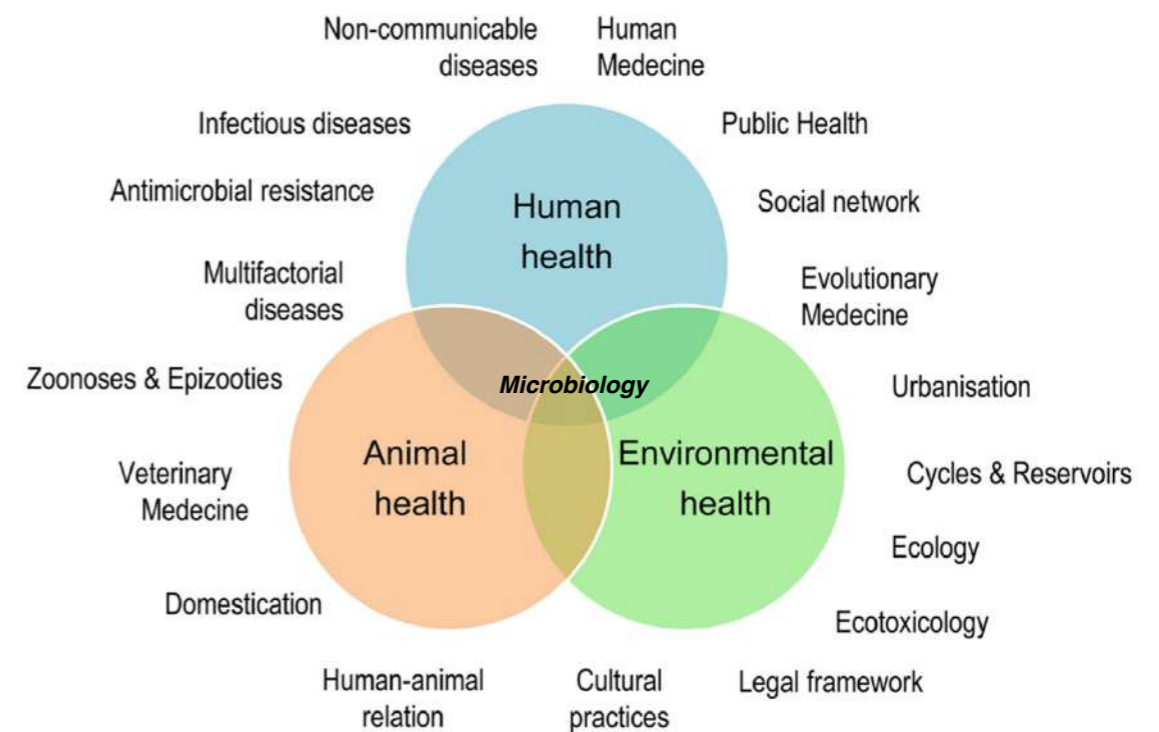 Non-communicable
diseases
Human
Medecine
Infectious diseases
Public Health
Antimicrobial resistance
Social network
Human
health
Multifactorial
diseases
Evolutionary
Medecine
Zoonoses & Epizooties
Microbiology
Urbanisation
Animal
health
Environmental
health
Veterinary
Medecine
Cycles & Reservoirs
Ecology
Domestication
Ecotoxicology
Human-animal
relation
Cultural
practices
Legal framework